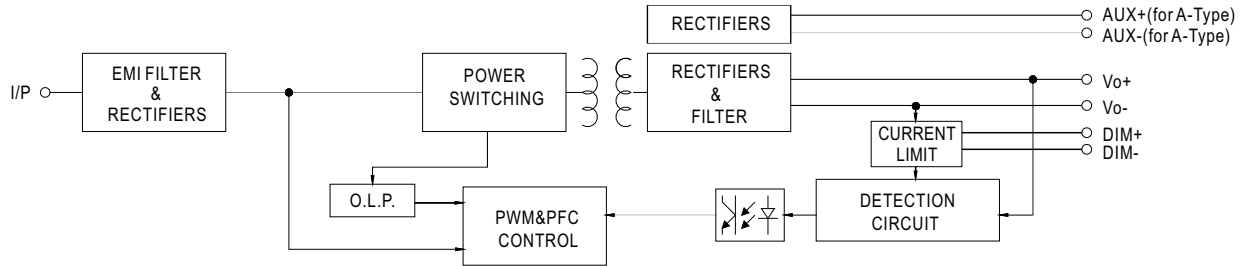 RECTIFIERS
AUX+(for A-Type)
AUX-(for A-Type)
I/P
EMI FILTER
&
RECTIFIERS
POWER
SWITCHING
RECTIFIERS
&
FILTER
Vo+
Vo-
CURRENT
LIMIT
DIM+
DIM-
O.L.P.
PWM&PFC
CONTROL
DETECTION
CIRCUIT